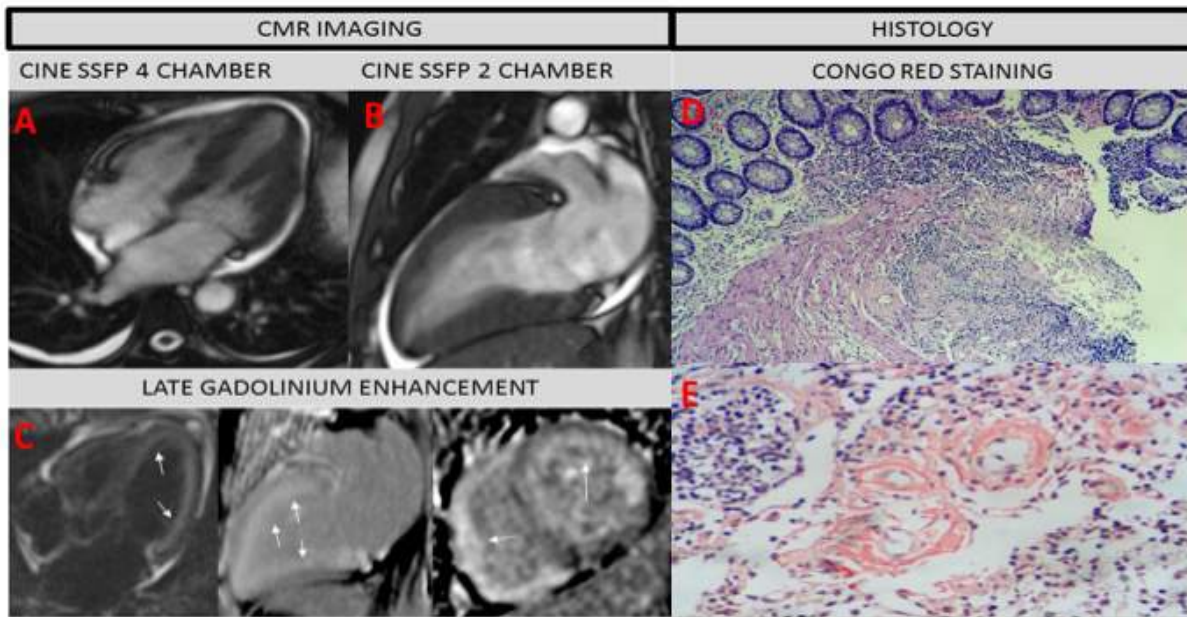 CMR IMAGING
HISTOLOGY
CINE SSFP 4 CHAMBER
CINE SSFP 2 CHAMBER
CONGO RED STAINING
A
B
D
LATE GADOLINIUM ENHANCEMENT
C
E